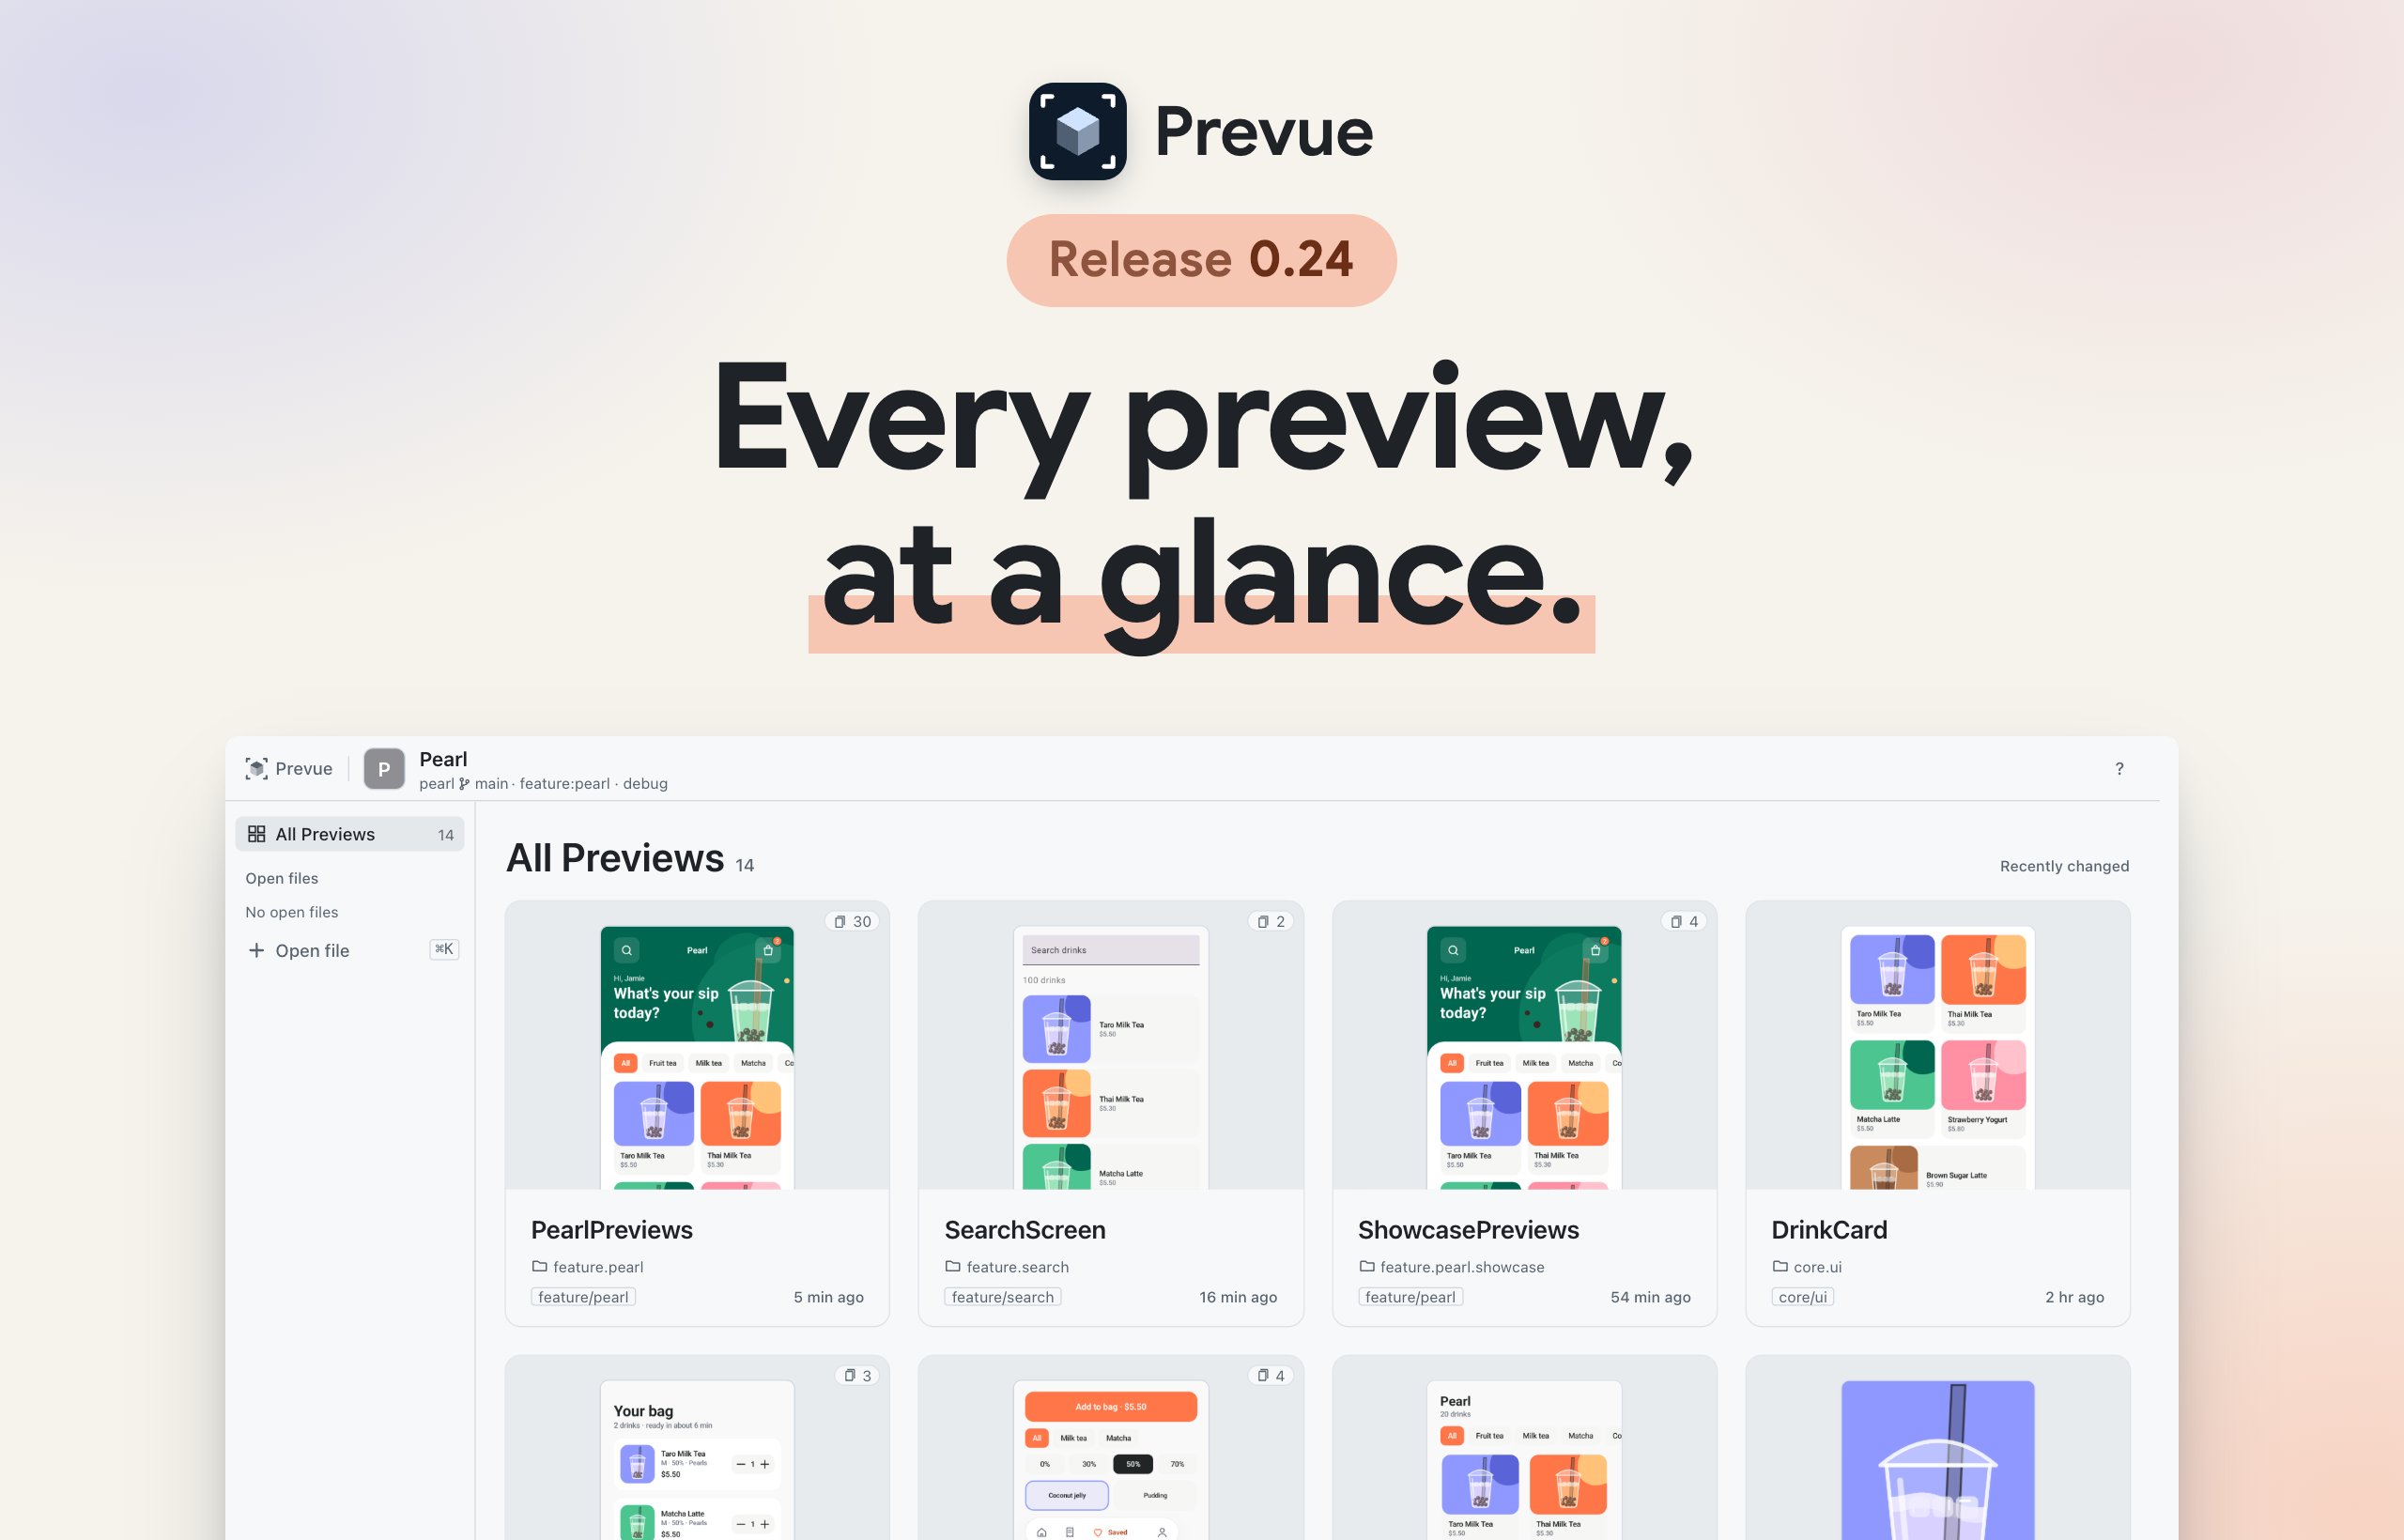 Prevue
Release 0.24
Every preview,
at a glance.
Prevue
P
Pearl
pearl main · feature:pearl · debug
?
All Previews 14
Open files
No open files
Open file ⌘K
All Previews 14
Recently changed
30
Pearl
2
Hi, Jamie
What's your sip
today?
All Fruit tea Milk tea Matcha Co
Taro Milk Tea Thai Milk Tea
$5.50 $5.30
PearlPreviews
feature.pearl
feature/pearl 5 min ago
2
Search drinks
100 drinks
Taro Milk Tea
$5.50
Thai Milk Tea
$5.30
Matcha Latte
$5.50
SearchScreen
feature.search
feature/search 16 min ago
4
Pearl
2
Hi, Jamie
What's your sip
today?
All Fruit tea Milk tea Matcha Co
Taro Milk Tea Thai Milk Tea
$5.50 $5.30
ShowcasePreviews
feature.pearl.showcase
feature/pearl 54 min ago
Taro Milk Tea Thai Milk Tea
$5.50 $5.30
Matcha Latte Strawberry Yogurt
$5.50 $5.80
Brown Sugar Latte
$5.90
DrinkCard
core.ui
core/ui 2 hr ago
3
Your bag
2 drinks · ready in about 6 min
Taro Milk Tea
M · 50% · Pearls
$5.50
− 1 +
Matcha Latte
M · 50% · Pearls
$5.50
− 1 +
4
Add to bag · $5.50
All Milk tea Matcha
0% 30% 50% 70%
Coconut jelly Pudding
Saved
Pearl
20 drinks
All Fruit tea Milk tea Matcha Co
Taro Milk Tea Thai Milk Tea
$5.50 $5.30